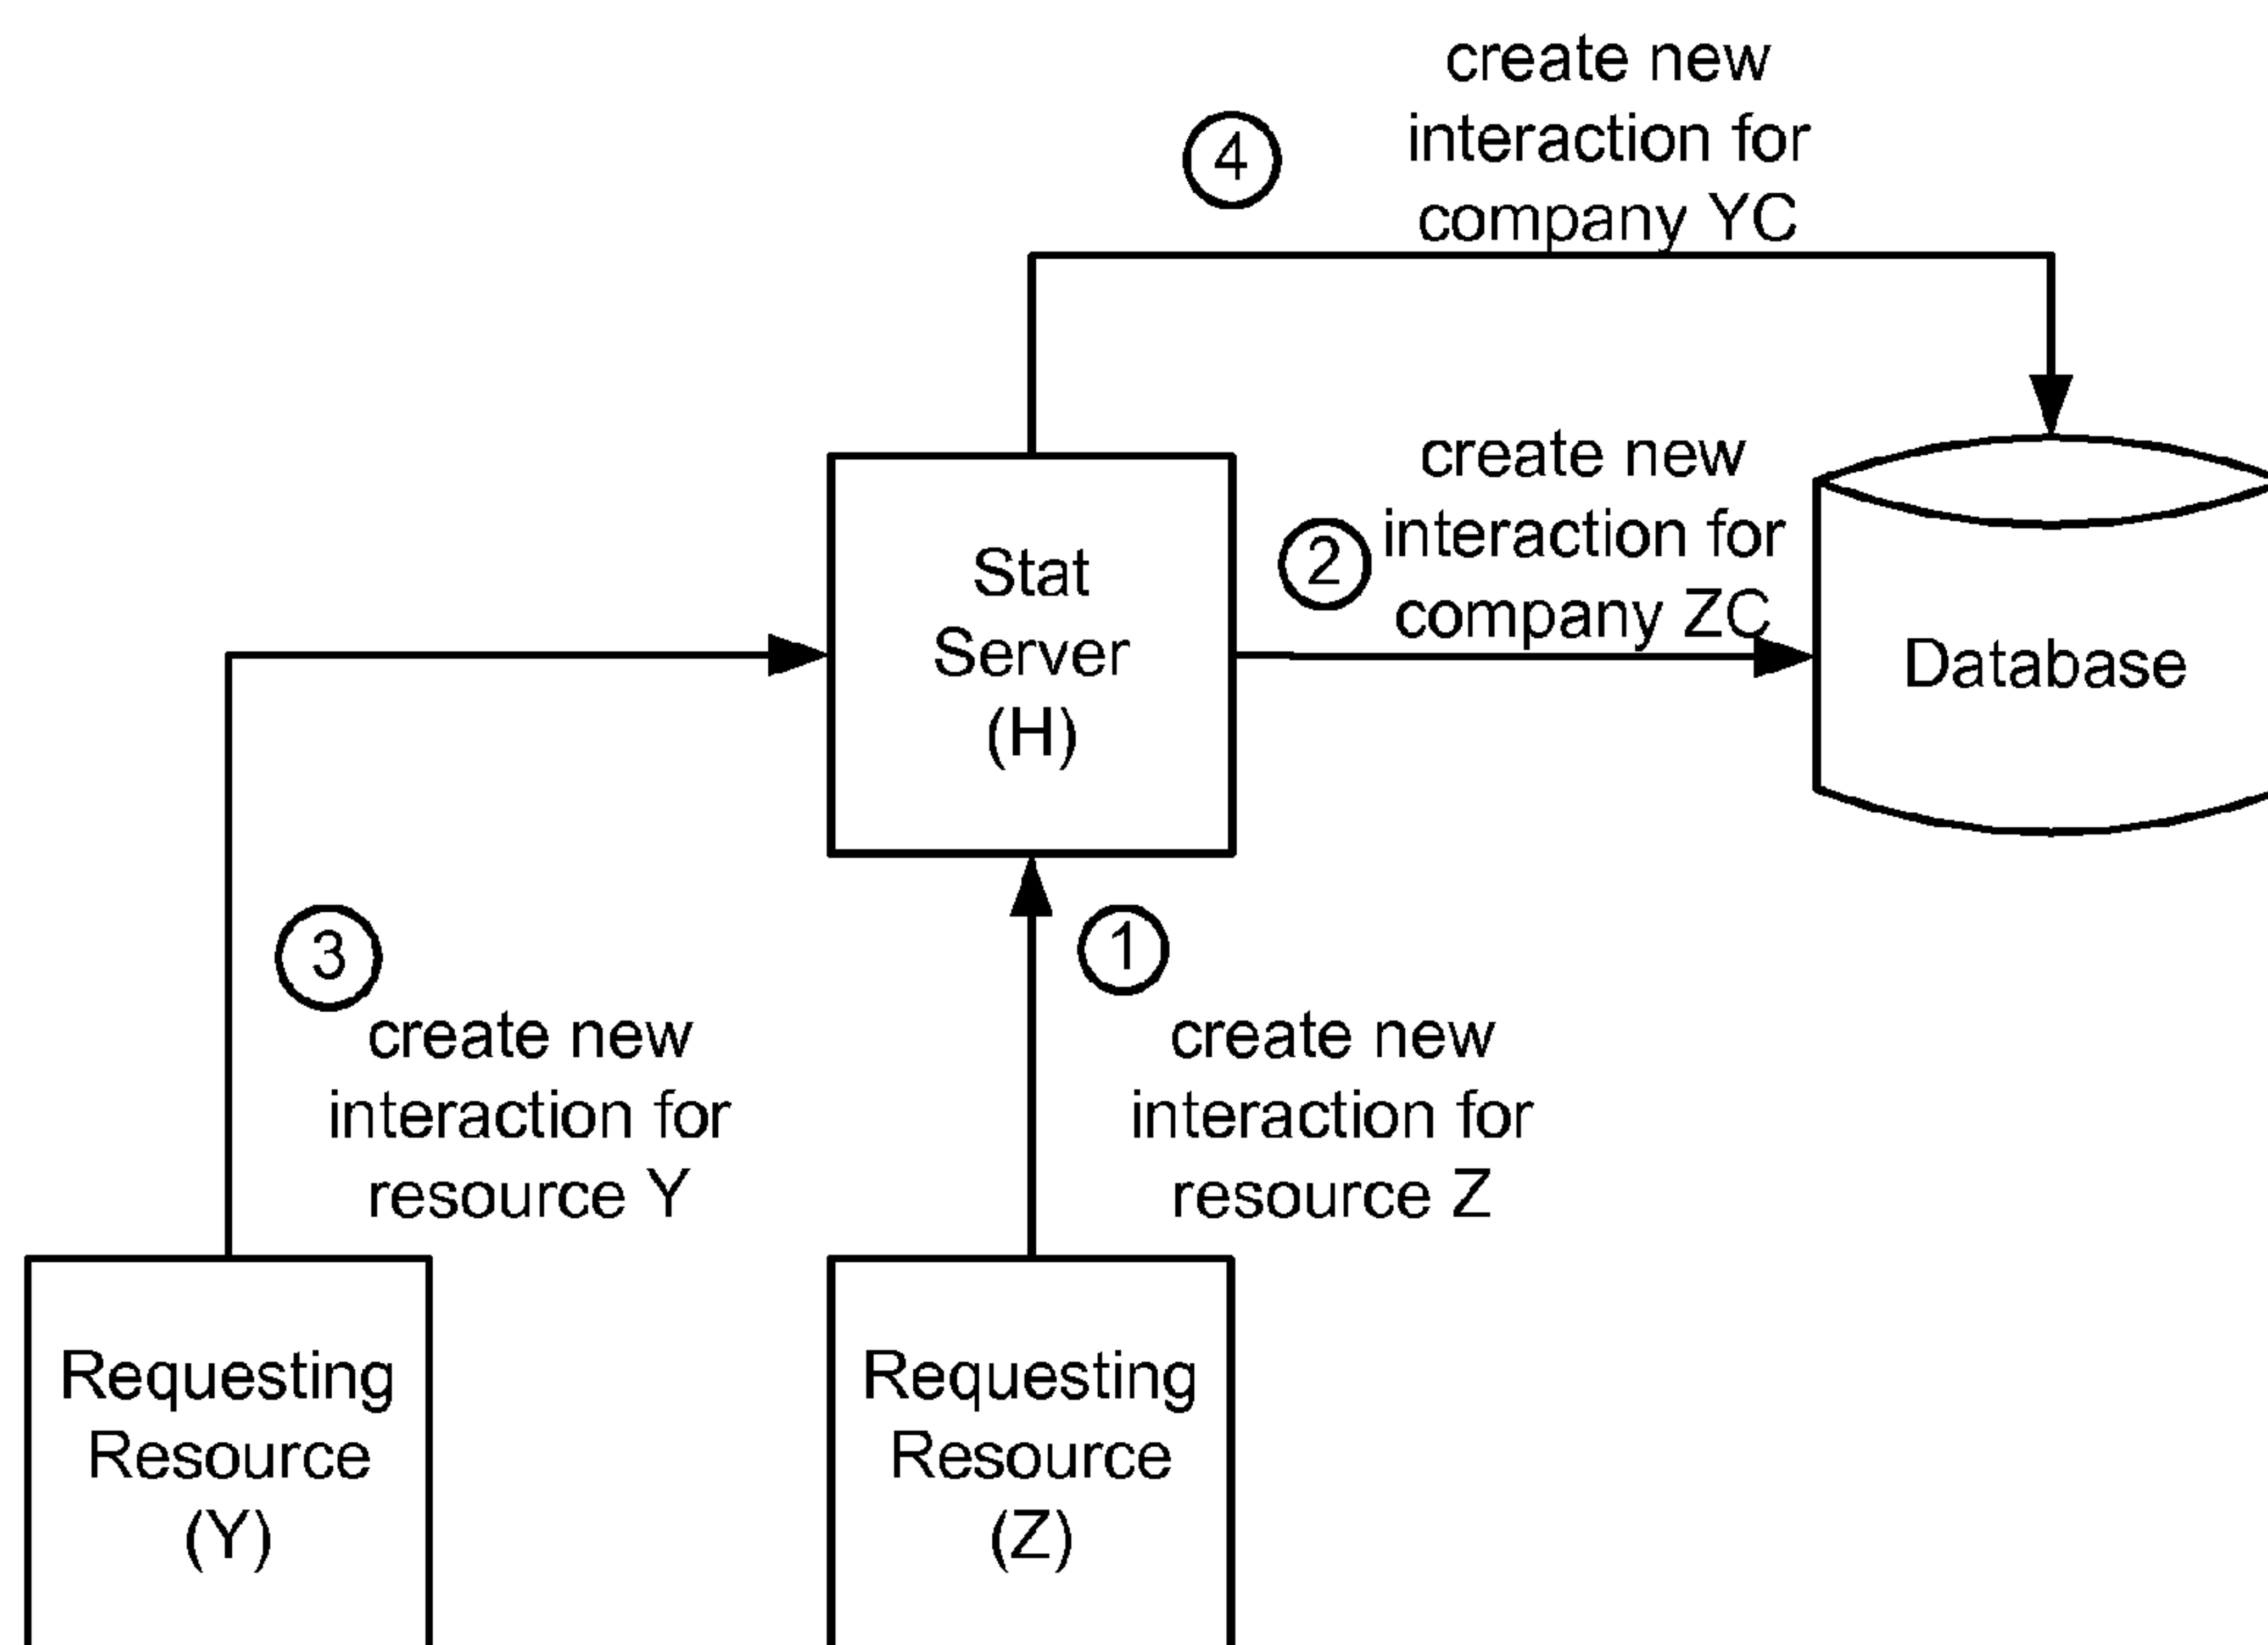 create new
interaction for
company YC
4
create new
interaction for
company ZC
2
Stat
Server
(H)
Database
3
create new
interaction for
resource Y
1
create new
interaction for
resource Z
Requesting
Resource
(Y)
Requesting
Resource
(Z)